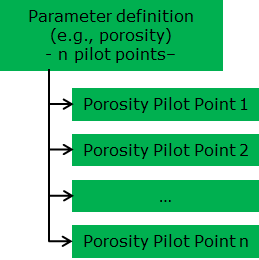 Parameter definition
(e.g., porosity)
- n pilot points–
Porosity Pilot Point 1
Porosity Pilot Point 2
...
Porosity Pilot Point n